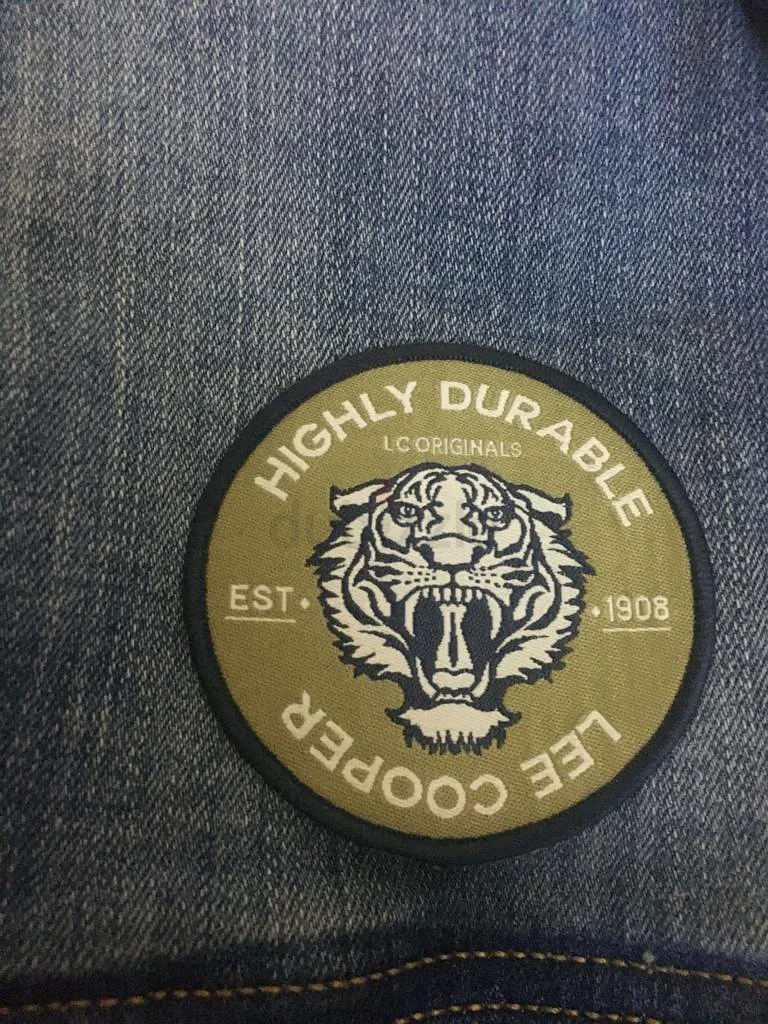 HIGHLY DURABLE
LC ORIGINALS
EST • • 1908
LEE COOPER